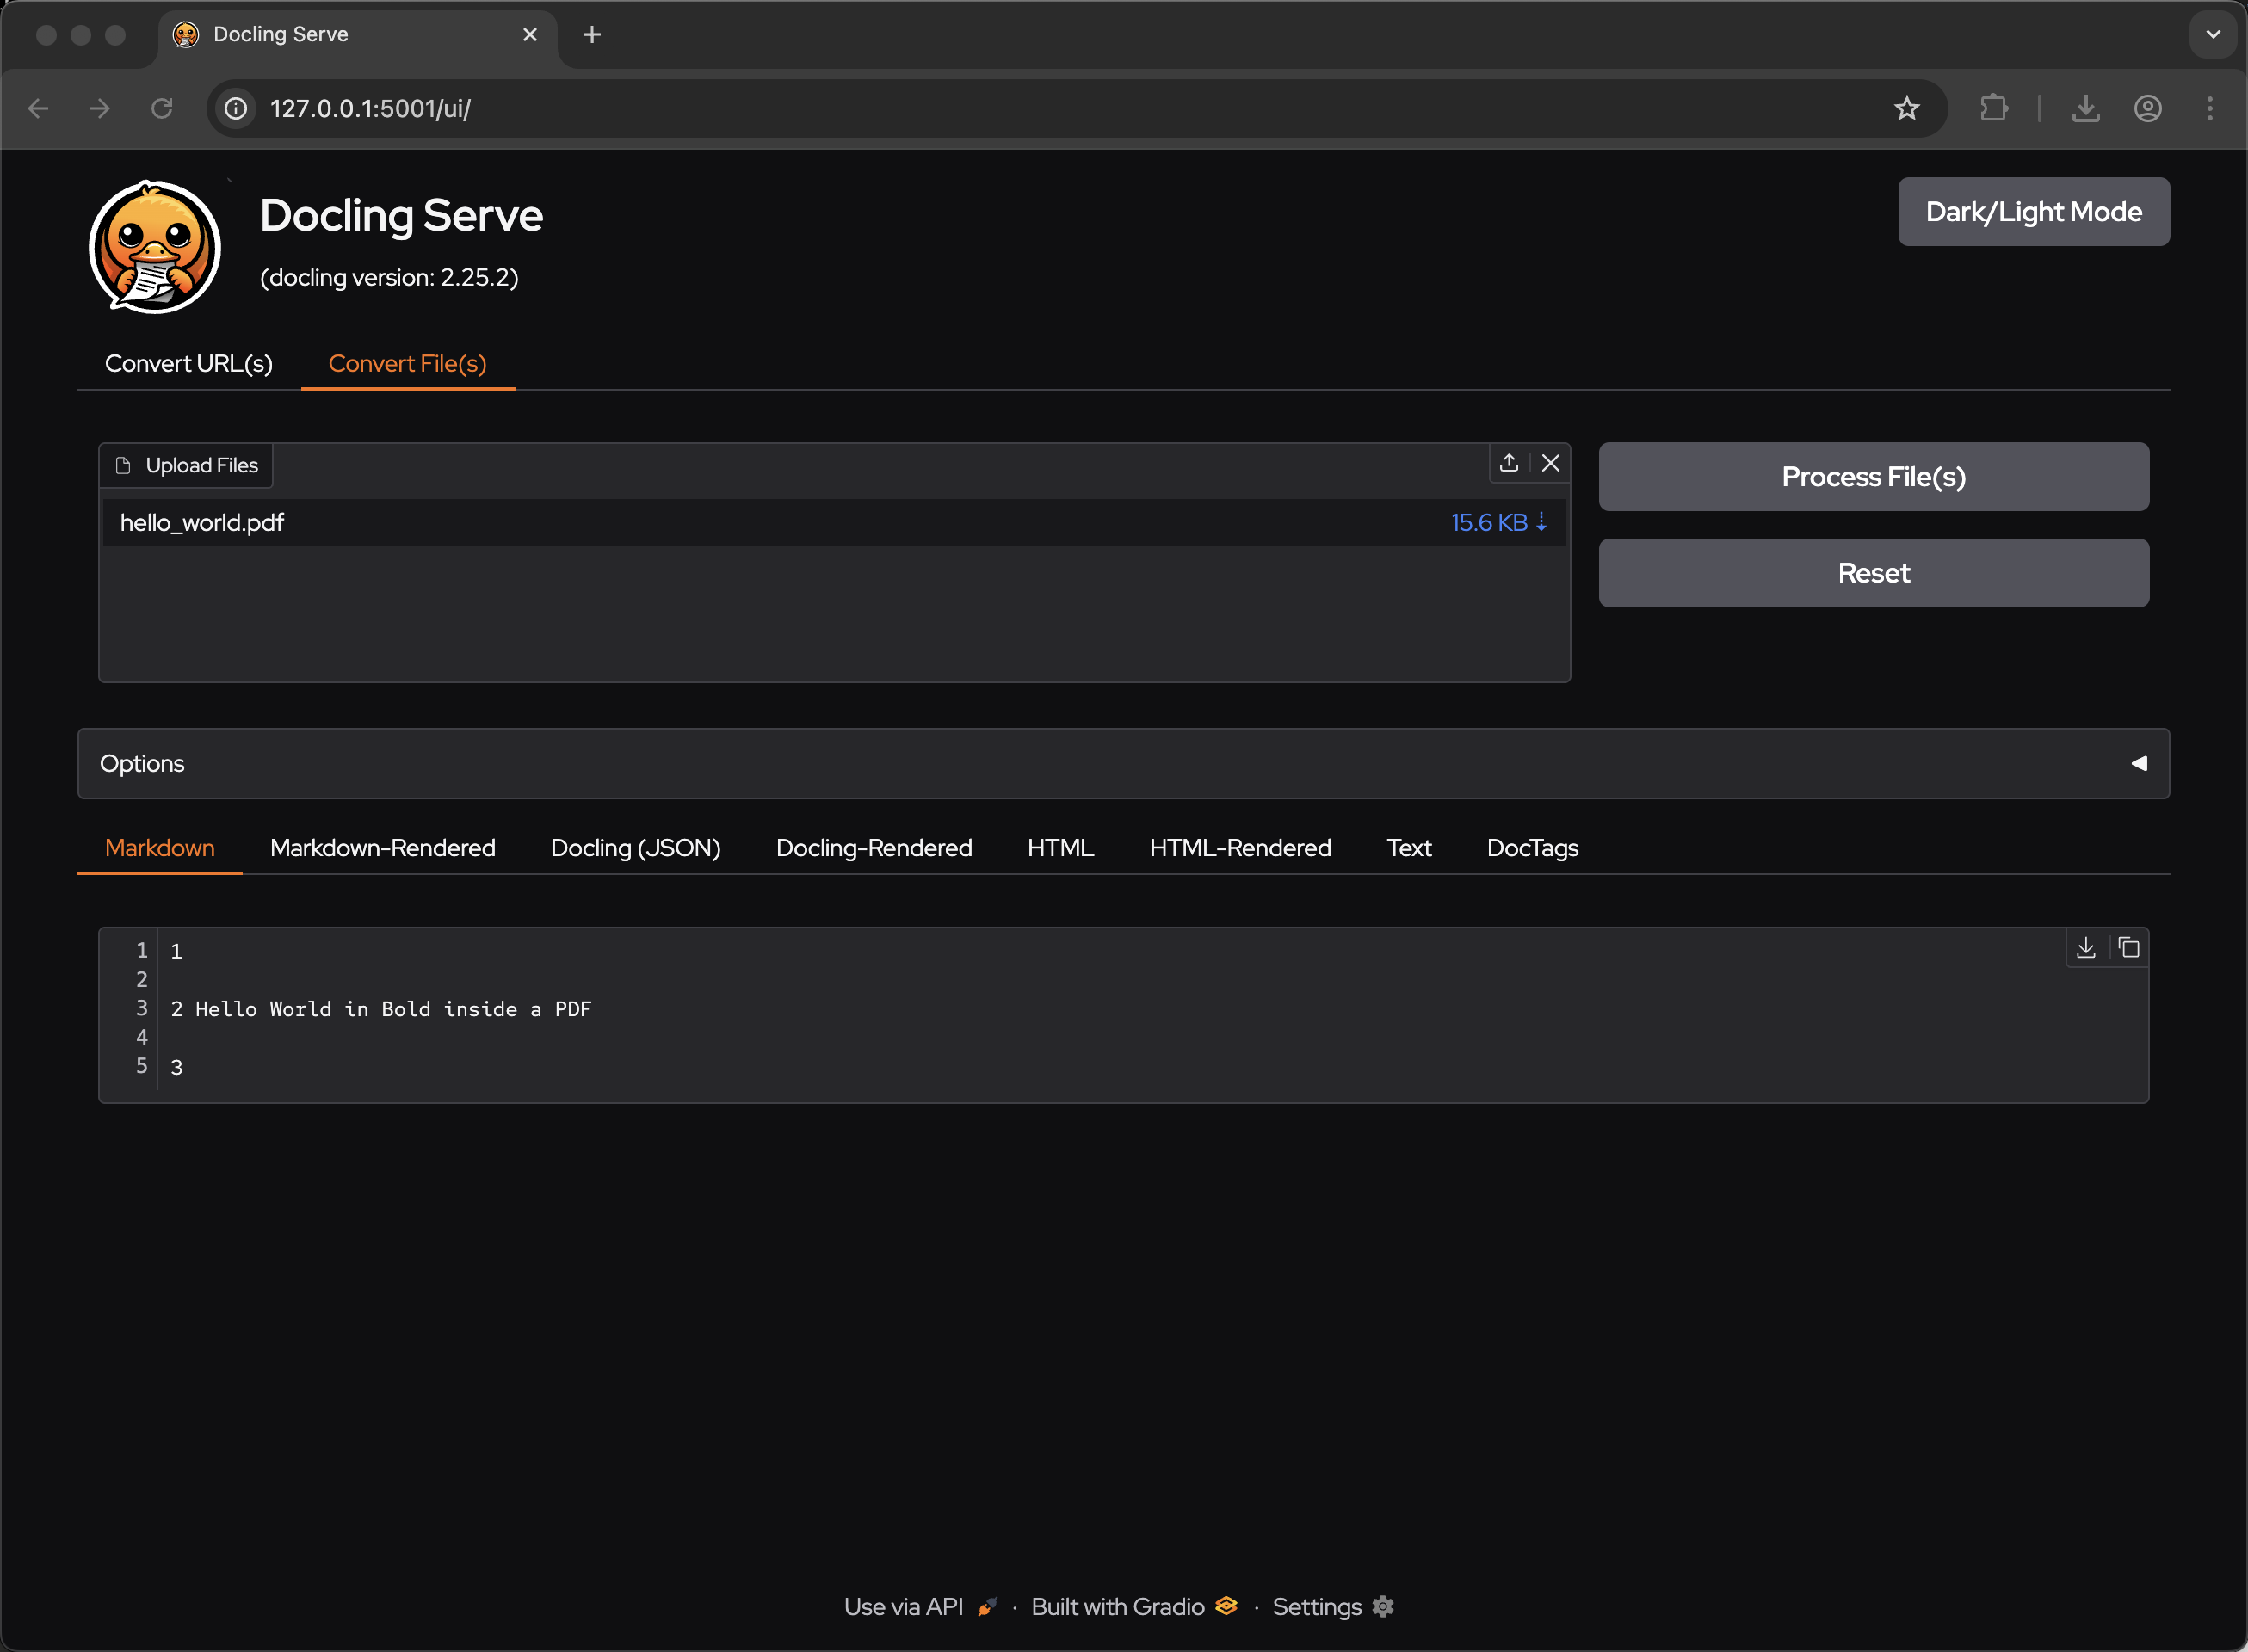 Docling Serve
127.0.0.1:5001/ui/
Docling Serve
Dark/Light Mode
(docling version: 2.25.2)
Convert URL(s) Convert File(s)
Upload Files
Process File(s)
hello_world.pdf 15.6 KB ⇣
Reset
Options
Markdown Markdown-Rendered Docling (JSON) Docling-Rendered HTML HTML-Rendered Text DocTags
1 1
2
3 2 Hello World in Bold inside a PDF
4
5 3
Use via API · Built with Gradio · Settings